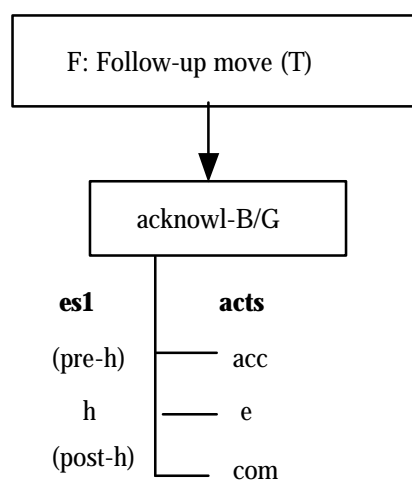 F: Follow-up move (T)
acknowl-B/G
es1 acts
(pre-h) acc
h e
(post-h) com